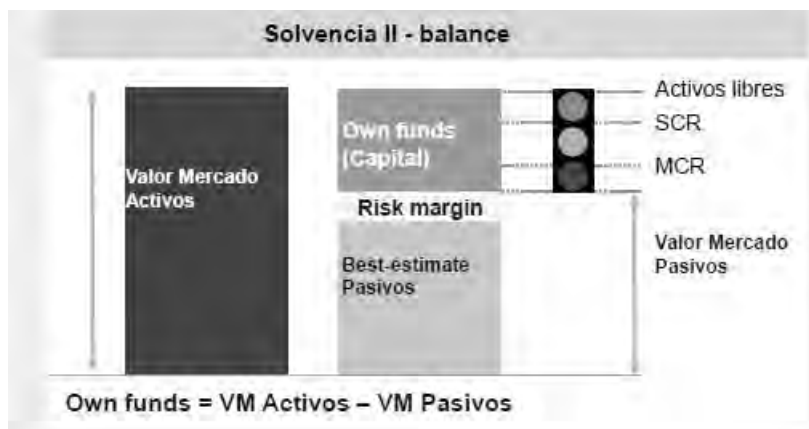 Solvencia II - balance
Valor Mercado
Activos
Own funds
(Capital)
Risk margin
Best-estimate
Pasivos
Activos libres
SCR
MCR
Valor Mercado
Pasivos
Own funds = VM Activos – VM Pasivos